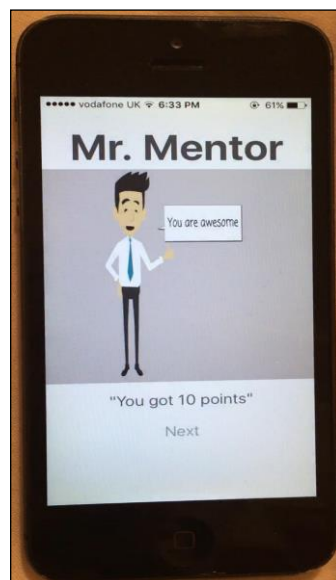 vodafone UK 6:33 PM 61%
Mr. Mentor
You are awesome
"You got 10 points"
Next